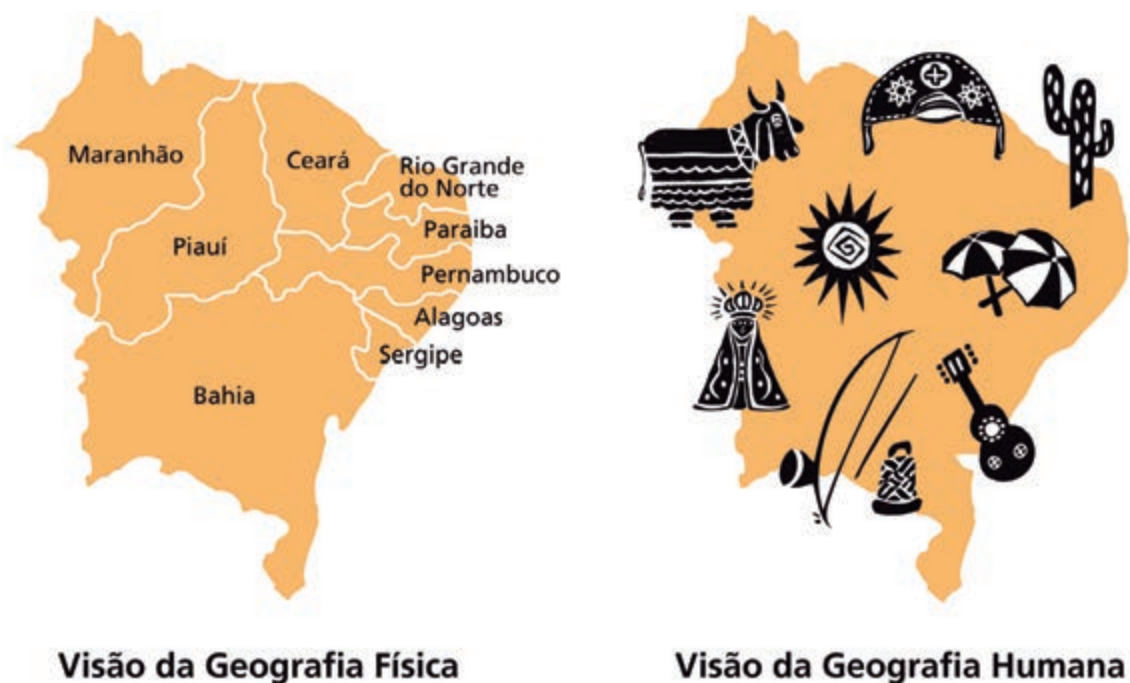 Maranhão
Ceará
Rio Grande
do Norte
Paraiba
Piauí
Pernambuco
Alagoas
Sergipe
Bahia
Visão da Geografia Física
Visão da Geografia Humana